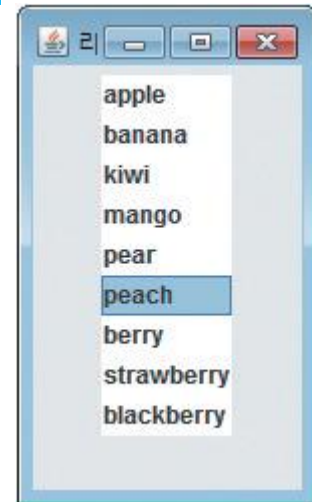 리
apple
banana
kiwi
mango
pear
peach
berry
strawberry
blackberry